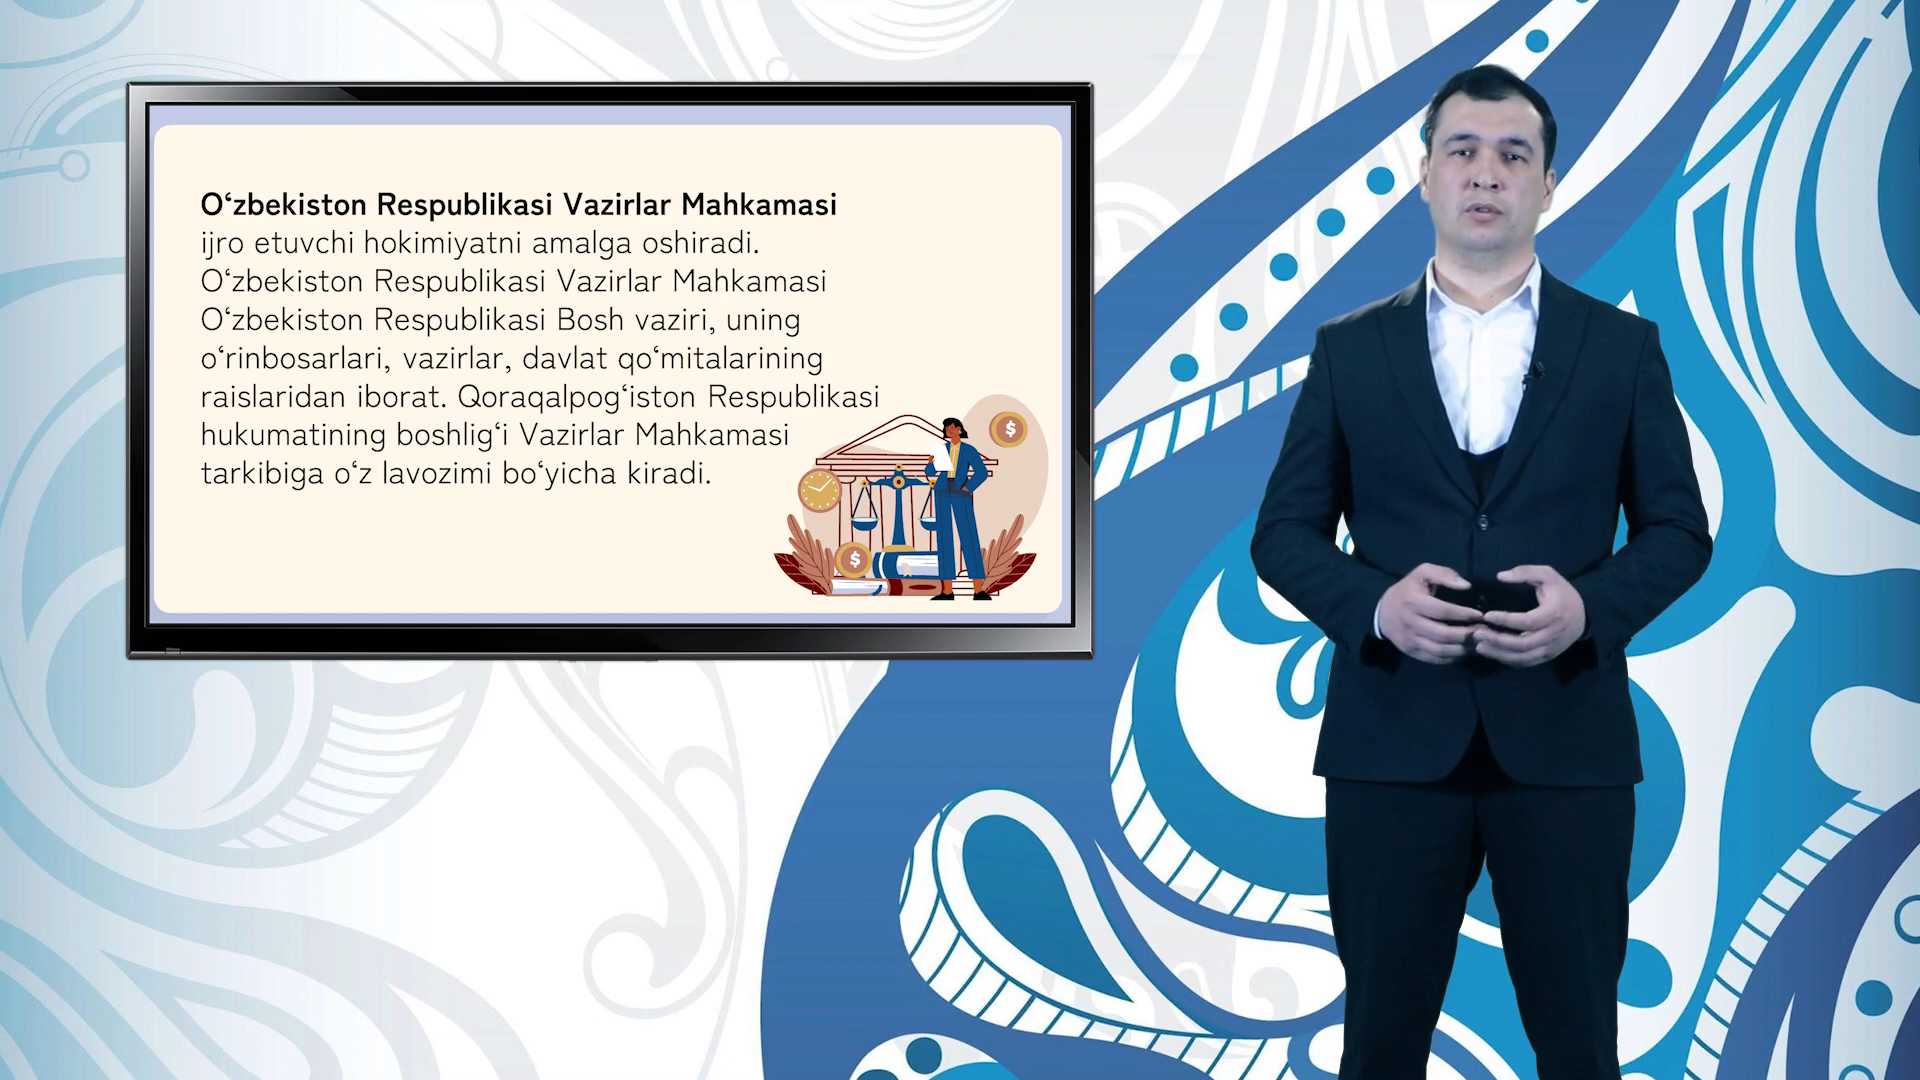 O‘zbekiston Respublikasi Vazirlar Mahkamasi
ijro etuvchi hokimiyatni amalga oshiradi.
O‘zbekiston Respublikasi Vazirlar Mahkamasi
O‘zbekiston Respublikasi Bosh vaziri, uning
o‘rinbosarlari, vazirlar, davlat qo‘mitalarining
raislaridan iborat. Qoraqalpog‘iston Respublikasi
hukumatining boshlig‘i Vazirlar Mahkamasi
tarkibiga o‘z lavozimi bo‘yicha kiradi.
$
$